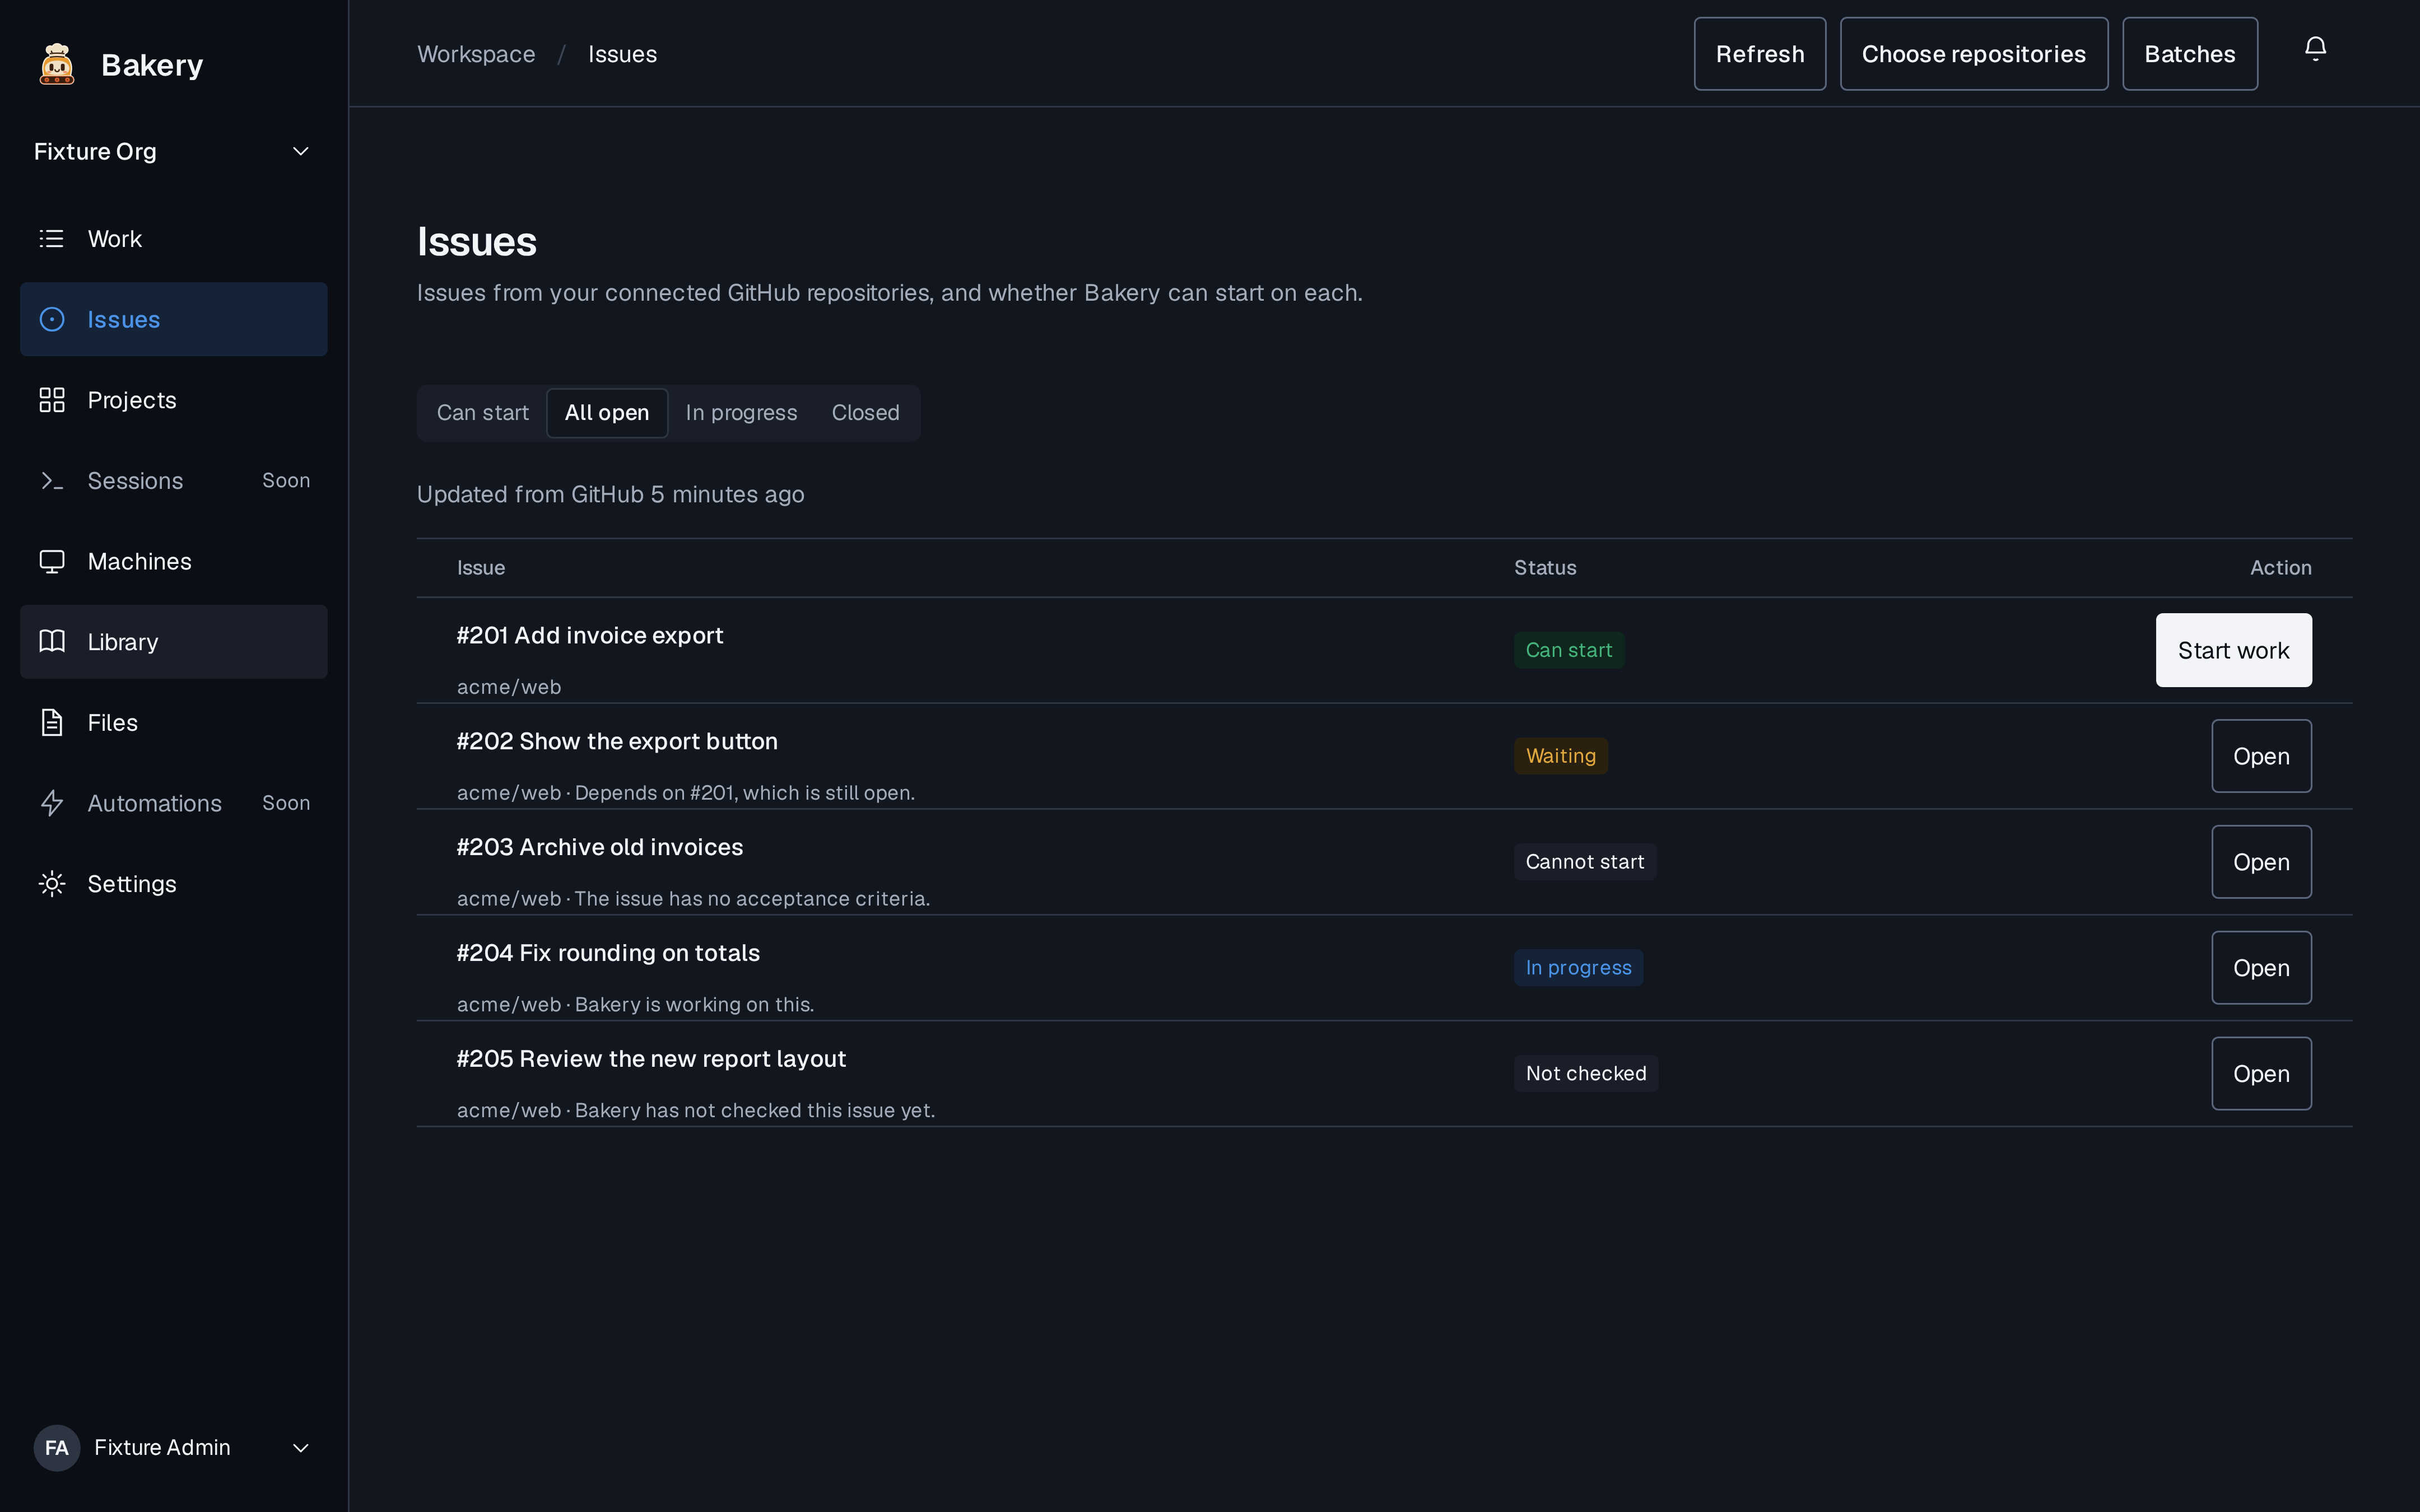 Bakery
Fixture Org
Work
Issues
Projects
Sessions Soon
Machines
Library
Files
Automations Soon
Settings
FA Fixture Admin
Workspace / Issues
Refresh Choose repositories Batches
Issues
Issues from your connected GitHub repositories, and whether Bakery can start on each.
Can start All open In progress Closed
Updated from GitHub 5 minutes ago
Issue Status Action
#201 Add invoice export
acme/web
Can start
Start work
#202 Show the export button
acme/web · Depends on #201, which is still open.
Waiting
Open
#203 Archive old invoices
acme/web · The issue has no acceptance criteria.
Cannot start
Open
#204 Fix rounding on totals
acme/web · Bakery is working on this.
In progress
Open
#205 Review the new report layout
acme/web · Bakery has not checked this issue yet.
Not checked
Open